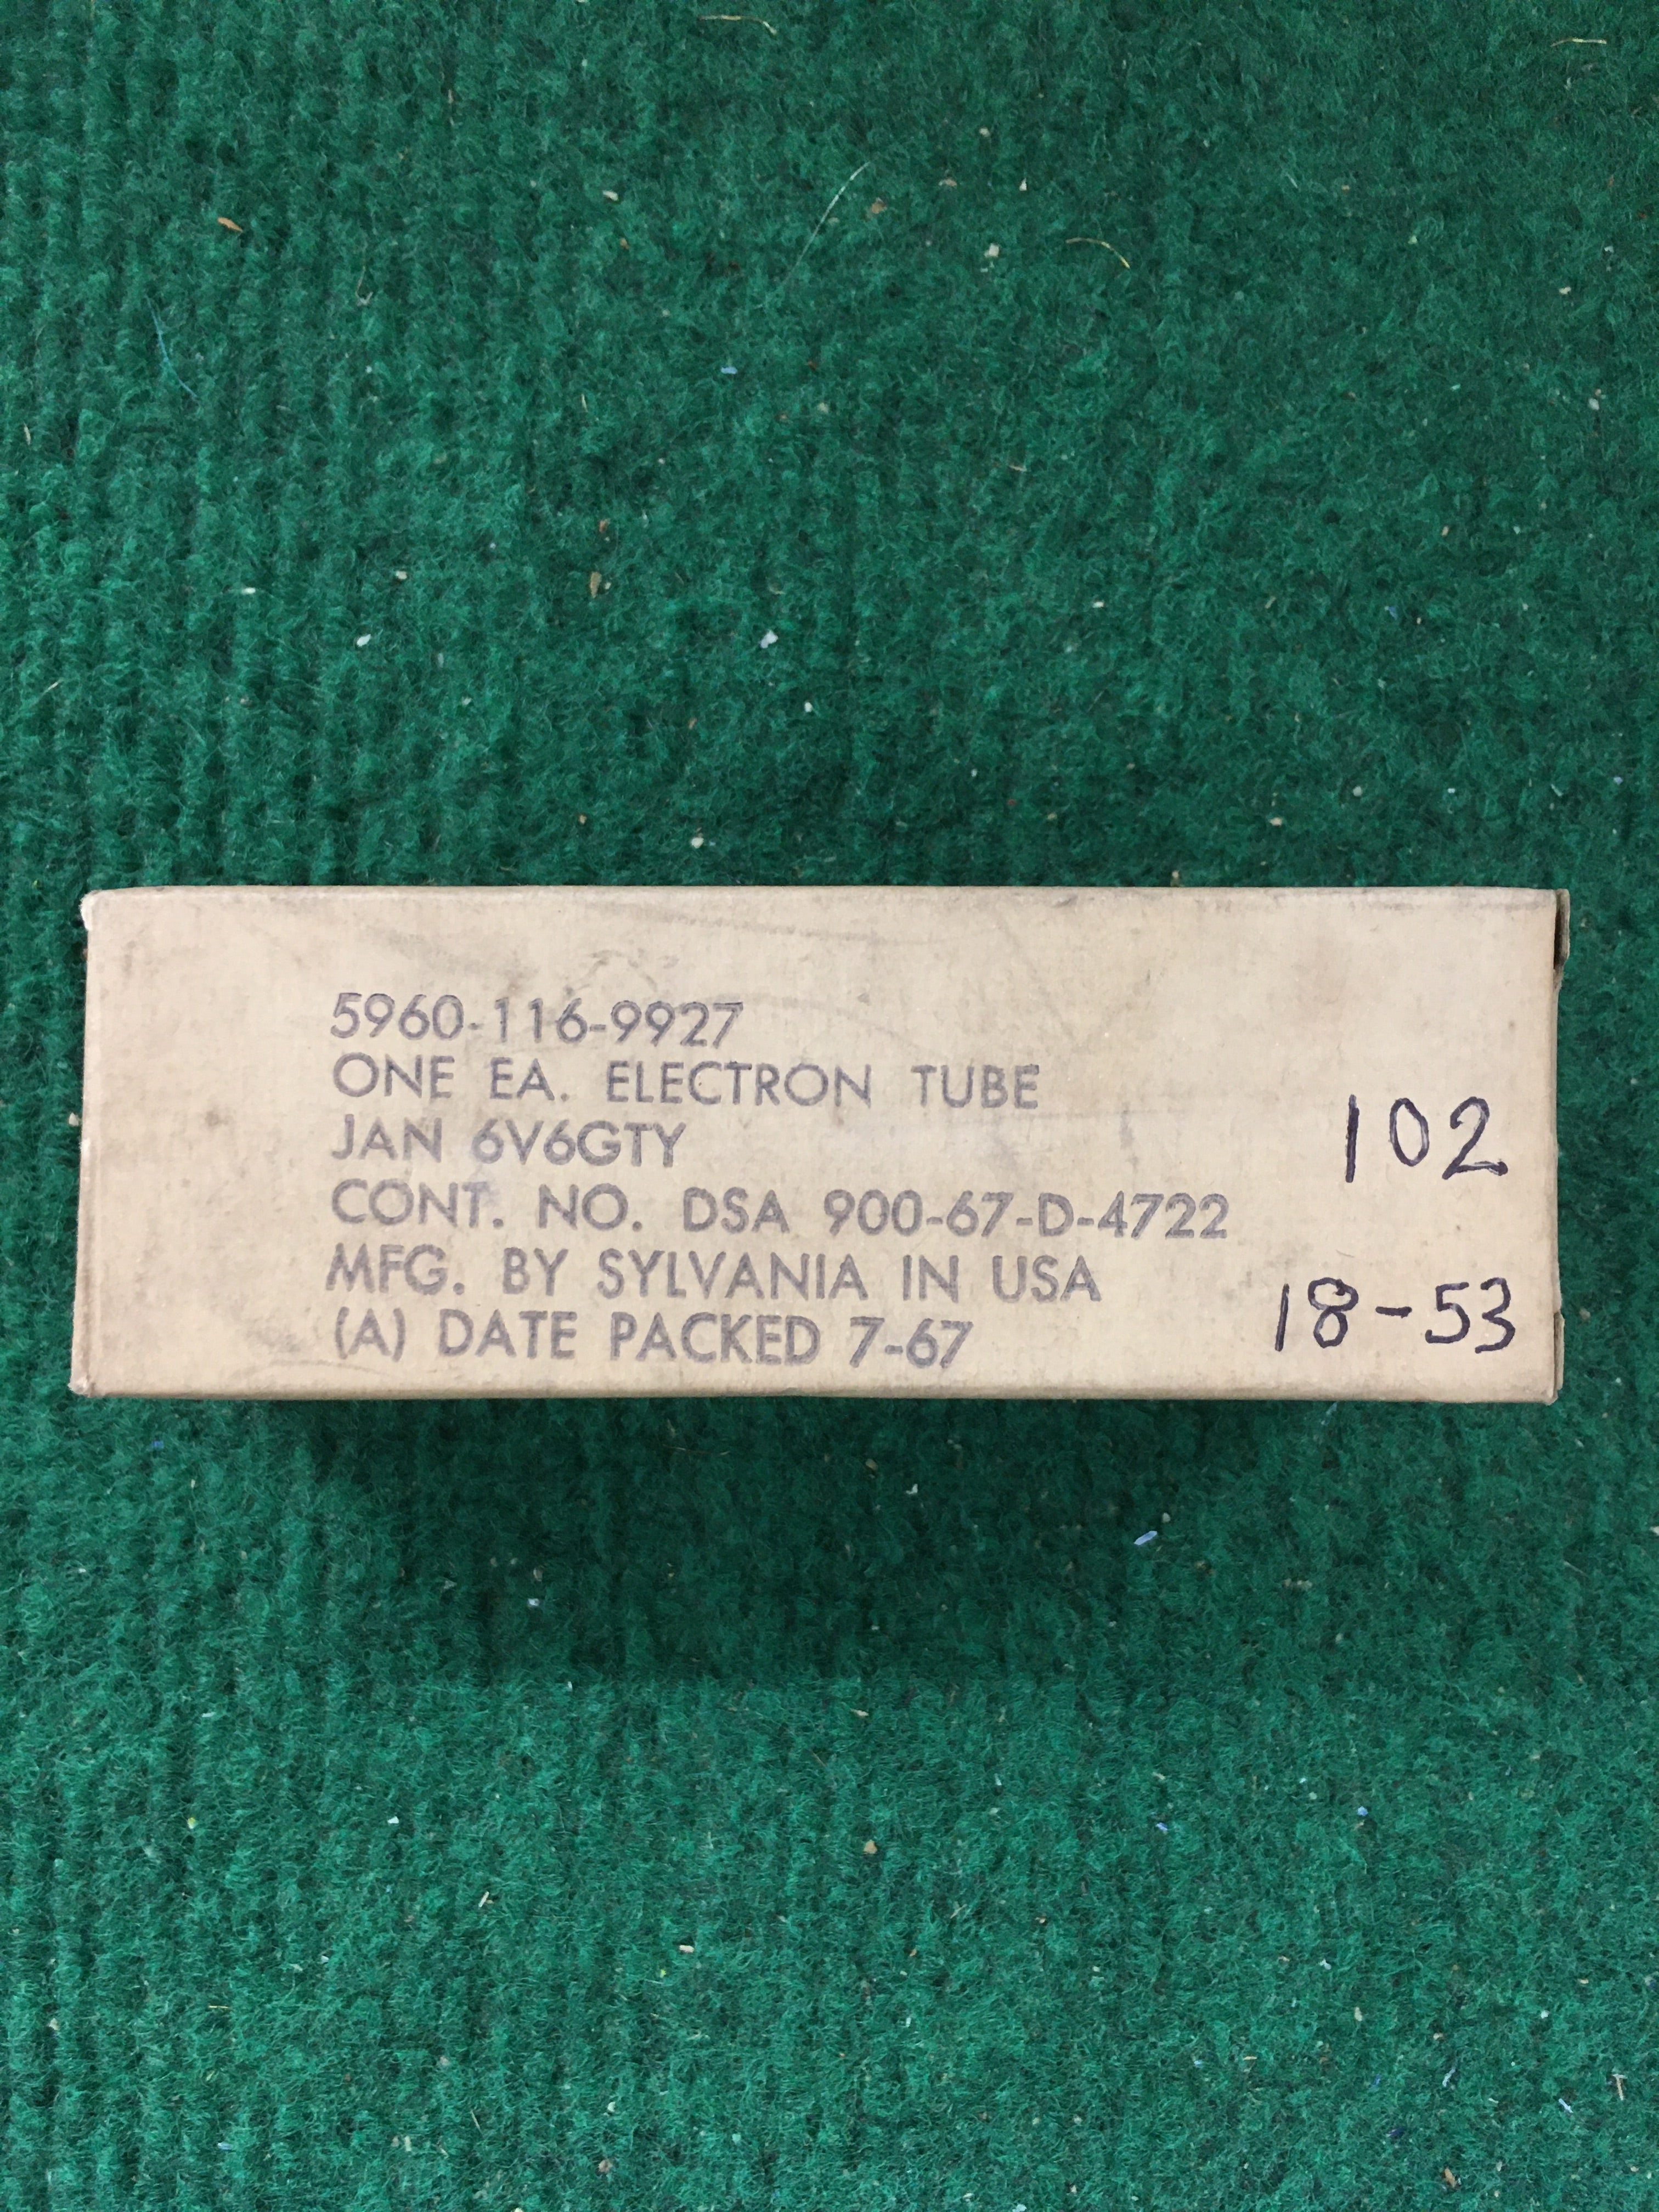 5960-116-9927
ONE EA. ELECTRON TUBE
JAN 6V6GTY
CONT. NO. DSA 900-67-D-4722
MFG. BY SYLVANIA IN USA
(A) DATE PACKED 7-67
102
18-53